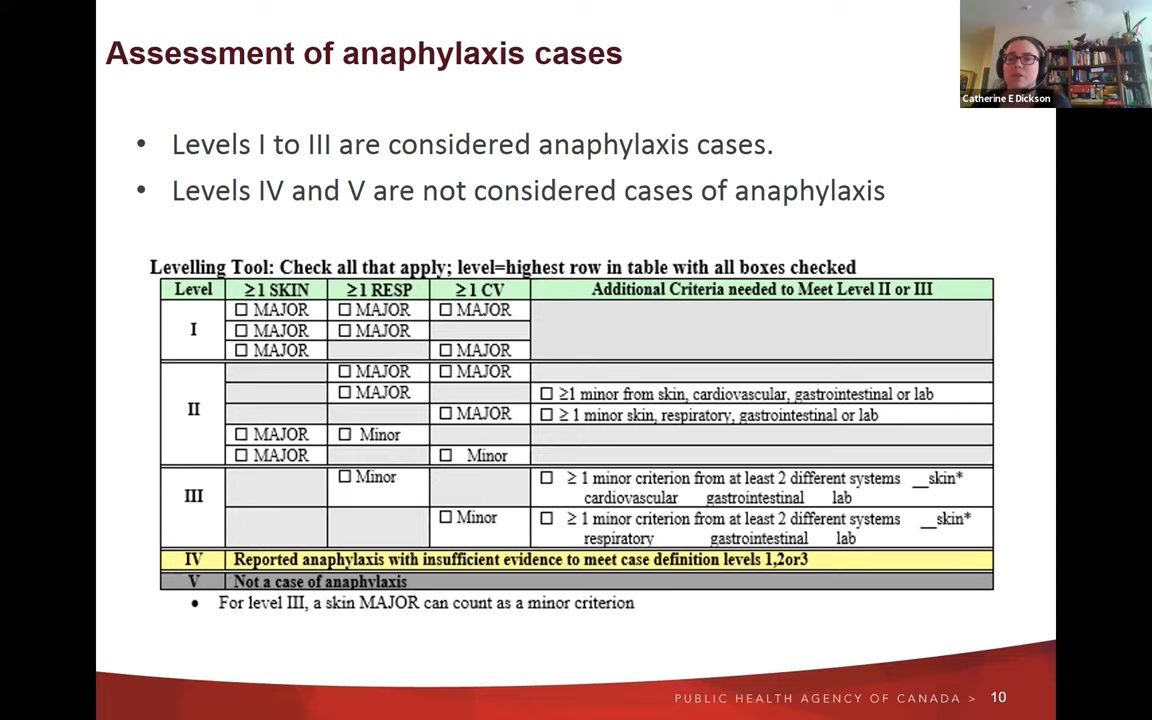 Assessment of anaphylaxis cases
Catherine E Dickson
• Levels I to III are considered anaphylaxis cases.
• Levels IV and V are not considered cases of anaphylaxis
Levelling Tool: Check all that apply; level=highest row in table with all boxes checked
Level ≥1 SKIN ≥1 RESP ≥1 CV Additional Criteria needed to Meet Level II or III
I
☐ MAJOR ☐ MAJOR ☐ MAJOR
☐ MAJOR ☐ MAJOR
☐ MAJOR ☐ MAJOR
II
☐ MAJOR ☐ MAJOR
☐ MAJOR ☐ ≥1 minor from skin, cardiovascular, gastrointestinal or lab
☐ MAJOR ☐ ≥ 1 minor skin, respiratory, gastrointestinal or lab
☐ MAJOR ☐ Minor
☐ MAJOR ☐ Minor
III
☐ Minor ☐ ≥ 1 minor criterion from at least 2 different systems __skin*
cardiovascular gastrointestinal lab
☐ Minor ☐ ≥ 1 minor criterion from at least 2 different systems __skin*
respiratory gastrointestinal lab
IV Reported anaphylaxis with insufficient evidence to meet case definition levels 1,2or3
V Not a case of anaphylaxis
• For level III, a skin MAJOR can count as a minor criterion
PUBLIC HEALTH AGENCY OF CANADA > 10